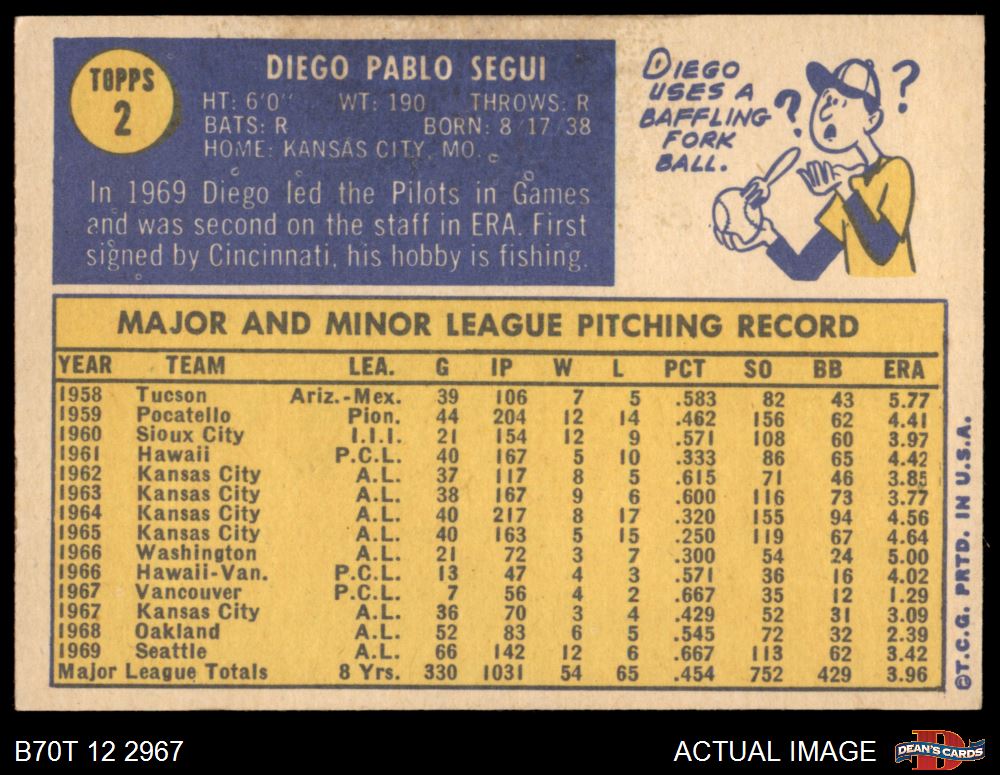 TOPPS
2
DIEGO PABLO SEGUI
HT: 6'0" WT: 190 THROWS: R
BATS: R BORN: 8/17/38
HOME: KANSAS CITY, MO.
In 1969 Diego led the Pilots in Games
and was second on the staff in ERA. First
signed by Cincinnati, his hobby is fishing.
DIEGO
USES A
BAFFLING
FORK
BALL.
? ?
MAJOR AND MINOR LEAGUE PITCHING RECORD
YEAR TEAM LEA. G IP W L PCT SO BB ERA
1958 Tucson Ariz.-Mex. 39 106 7 5 .583 82 43 5.77
1959 Pocatello Pion. 44 204 12 14 .462 156 62 4.41
1960 Sioux City I.I.I. 21 154 12 9 .571 108 60 3.97
1961 Hawaii P.C.L. 40 167 5 10 .333 86 65 4.42
1962 Kansas City A.L. 37 117 8 5 .615 71 46 3.85
1963 Kansas City A.L. 38 167 9 6 .600 116 73 3.77
1964 Kansas City A.L. 40 217 8 17 .320 155 94 4.56
1965 Kansas City A.L. 40 163 5 15 .250 119 67 4.64
1966 Washington A.L. 21 72 3 7 .300 54 24 5.00
1966 Hawaii-Van. P.C.L. 13 47 4 3 .571 36 16 4.02
1967 Vancouver P.C.L. 7 56 4 2 .667 35 12 1.29
1967 Kansas City A.L. 36 70 3 4 .429 52 31 3.09
1968 Oakland A.L. 52 83 6 5 .545 72 32 2.39
1969 Seattle A.L. 66 142 12 6 .667 113 62 3.42
Major League Totals 8 Yrs. 330 1031 54 65 .454 752 429 3.96
©T.C.G. PRTD. IN U.S.A.
B70T 12 2967
ACTUAL IMAGE
D
DEAN'S CARDS